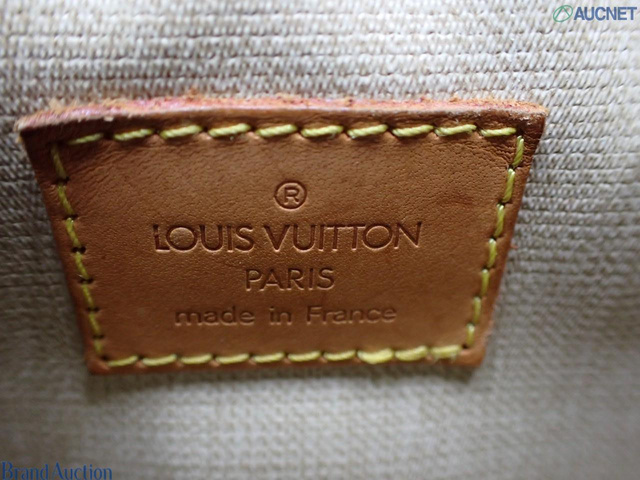 AUCNET
®
LOUIS VUITTON
PARIS
made in France
Brand Auction